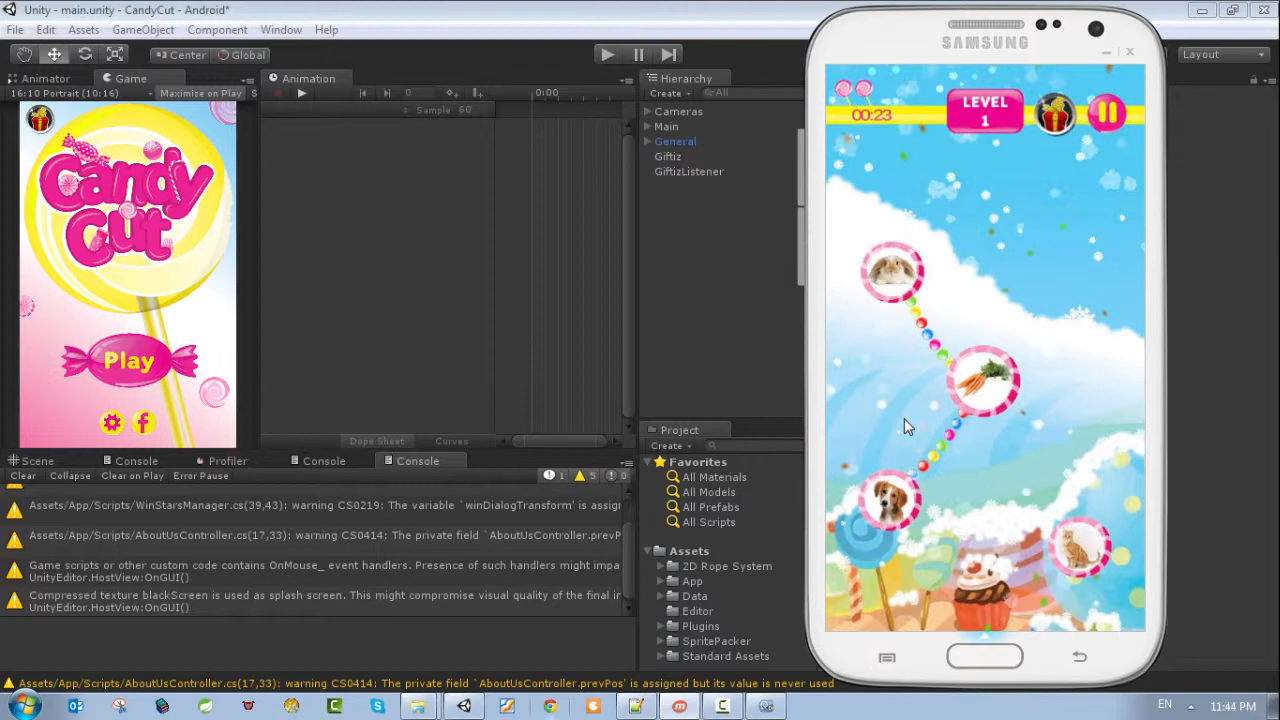 Unity - main.unity - CandyCut - Android*
File Edit Assets GameObject Component Window Help
Center Global
Layout
Animator Game Animation Hierarchy
16:10 Portrait (10:16) Maximize on Play S
0 0:00 Create All
Sample 60
Cameras
Main
General
Giftiz
GiftizListener
Candy
Cut
Play
Dope Sheet Curves
Project
Create
Favorites
All Materials
All Models
All Prefabs
All Scripts
Assets
2D Rope System
App
Data
Editor
Plugins
SpritePacker
Standard Assets
Scene Console Profiler Console Console
Clear Collapse Clear on Play Error Pause 1 5 0
Assets/App/Scripts/WinStarsManager.cs(39,43): warning CS0219: The variable `winDialogTransform' is assign
Assets/App/Scripts/AboutUsController.cs(17,33): warning CS0414: The private field `AboutUsController.prevP
Game scripts or other custom code contains OnMouse_ event handlers. Presence of such handlers might impa
UnityEditor.HostView:OnGUI()
Compressed texture blackScreen is used as splash screen. This might compromise visual quality of the final i
UnityEditor.HostView:OnGUI()
Assets/App/Scripts/AboutUsController.cs(17,33): warning CS0414: The private field `AboutUsController.prevPos' is assigned but its value is never used
SAMSUNG
00:23
LEVEL
1
EN 11:44 PM